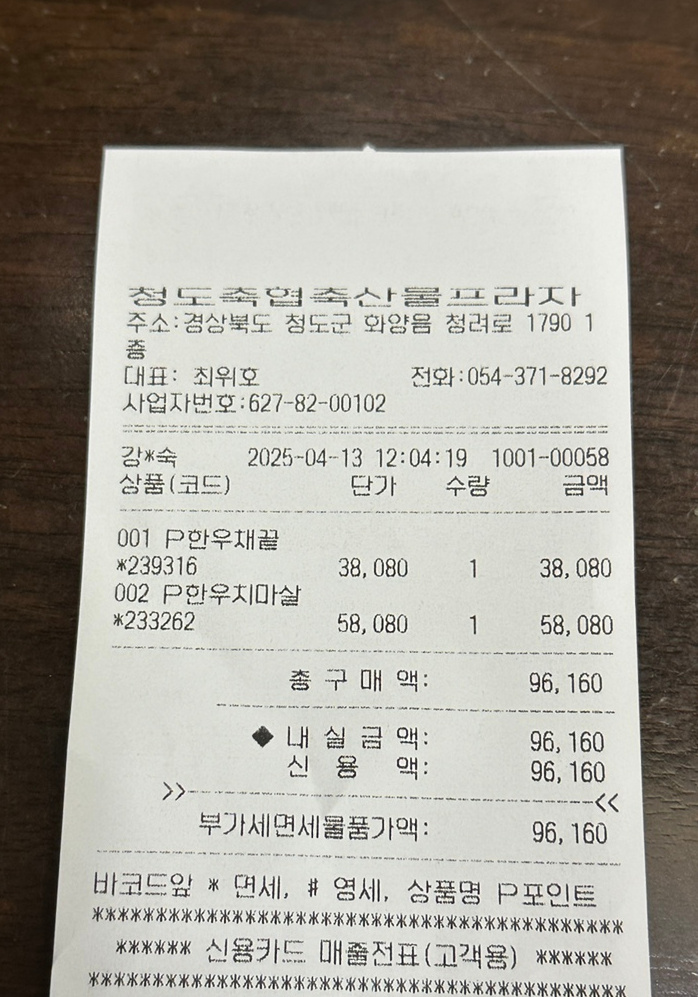 청도축협축산물프라자
주소:경상북도 청도군 화양읍 청려로 1790 1
층
대표: 최위호 전화:054-371-8292
사업자번호:627-82-00102
강*숙 2025-04-13 12:04:19 1001-00058
상품(코드) 단가 수량 금액
001 P한우채끝
*239316 38,080 1 38,080
002 P한우치마살
*233262 58,080 1 58,080
총 구 매 액: 96,160
◆ 내 실 금 액: 96,160
신 용 액: 96,160
>>------------------------------<<
부가세면세물품가액: 96,160
바코드앞 * 면세, # 영세, 상품명 P포인트
******************************************
****** 신용카드 매출전표(고객용) ******
******************************************